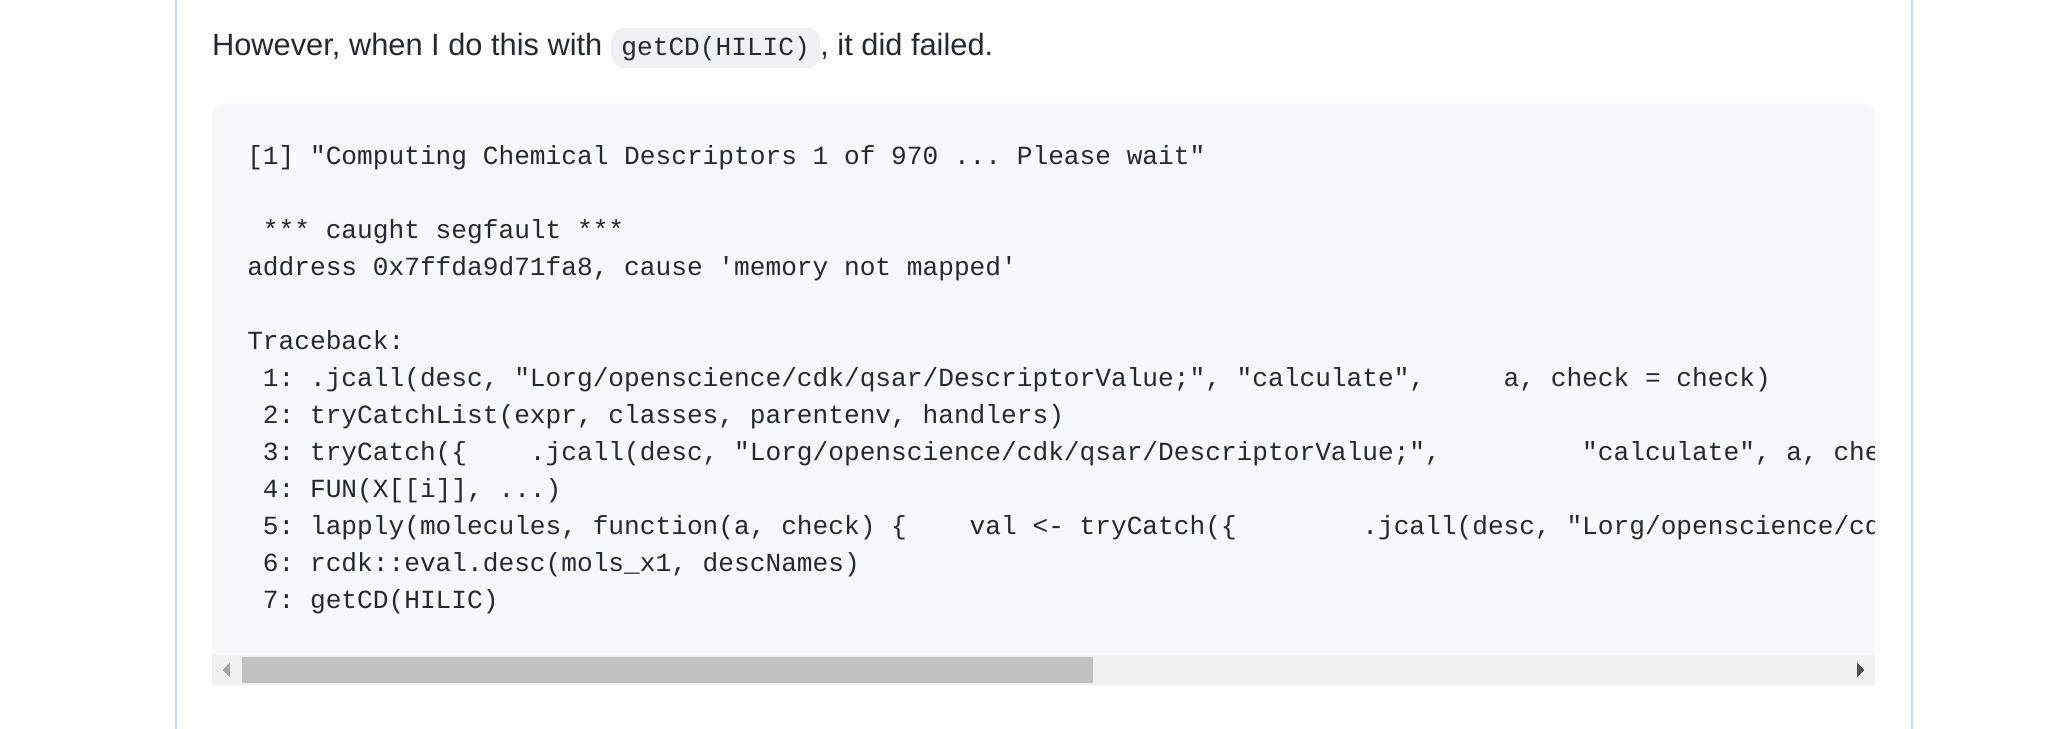 However, when I do this with getCD(HILIC), it did failed.
[1] "Computing Chemical Descriptors 1 of 970 ... Please wait"
 *** caught segfault ***
address 0x7ffda9d71fa8, cause 'memory not mapped'
Traceback:
 1: .jcall(desc, "Lorg/openscience/cdk/qsar/DescriptorValue;", "calculate",     a, check = check)
 2: tryCatchList(expr, classes, parentenv, handlers)
 3: tryCatch({    .jcall(desc, "Lorg/openscience/cdk/qsar/DescriptorValue;",         "calculate", a, che
 4: FUN(X[[i]], ...)
 5: lapply(molecules, function(a, check) {    val <- tryCatch({        .jcall(desc, "Lorg/openscience/cd
 6: rcdk::eval.desc(mols_x1, descNames)
 7: getCD(HILIC)